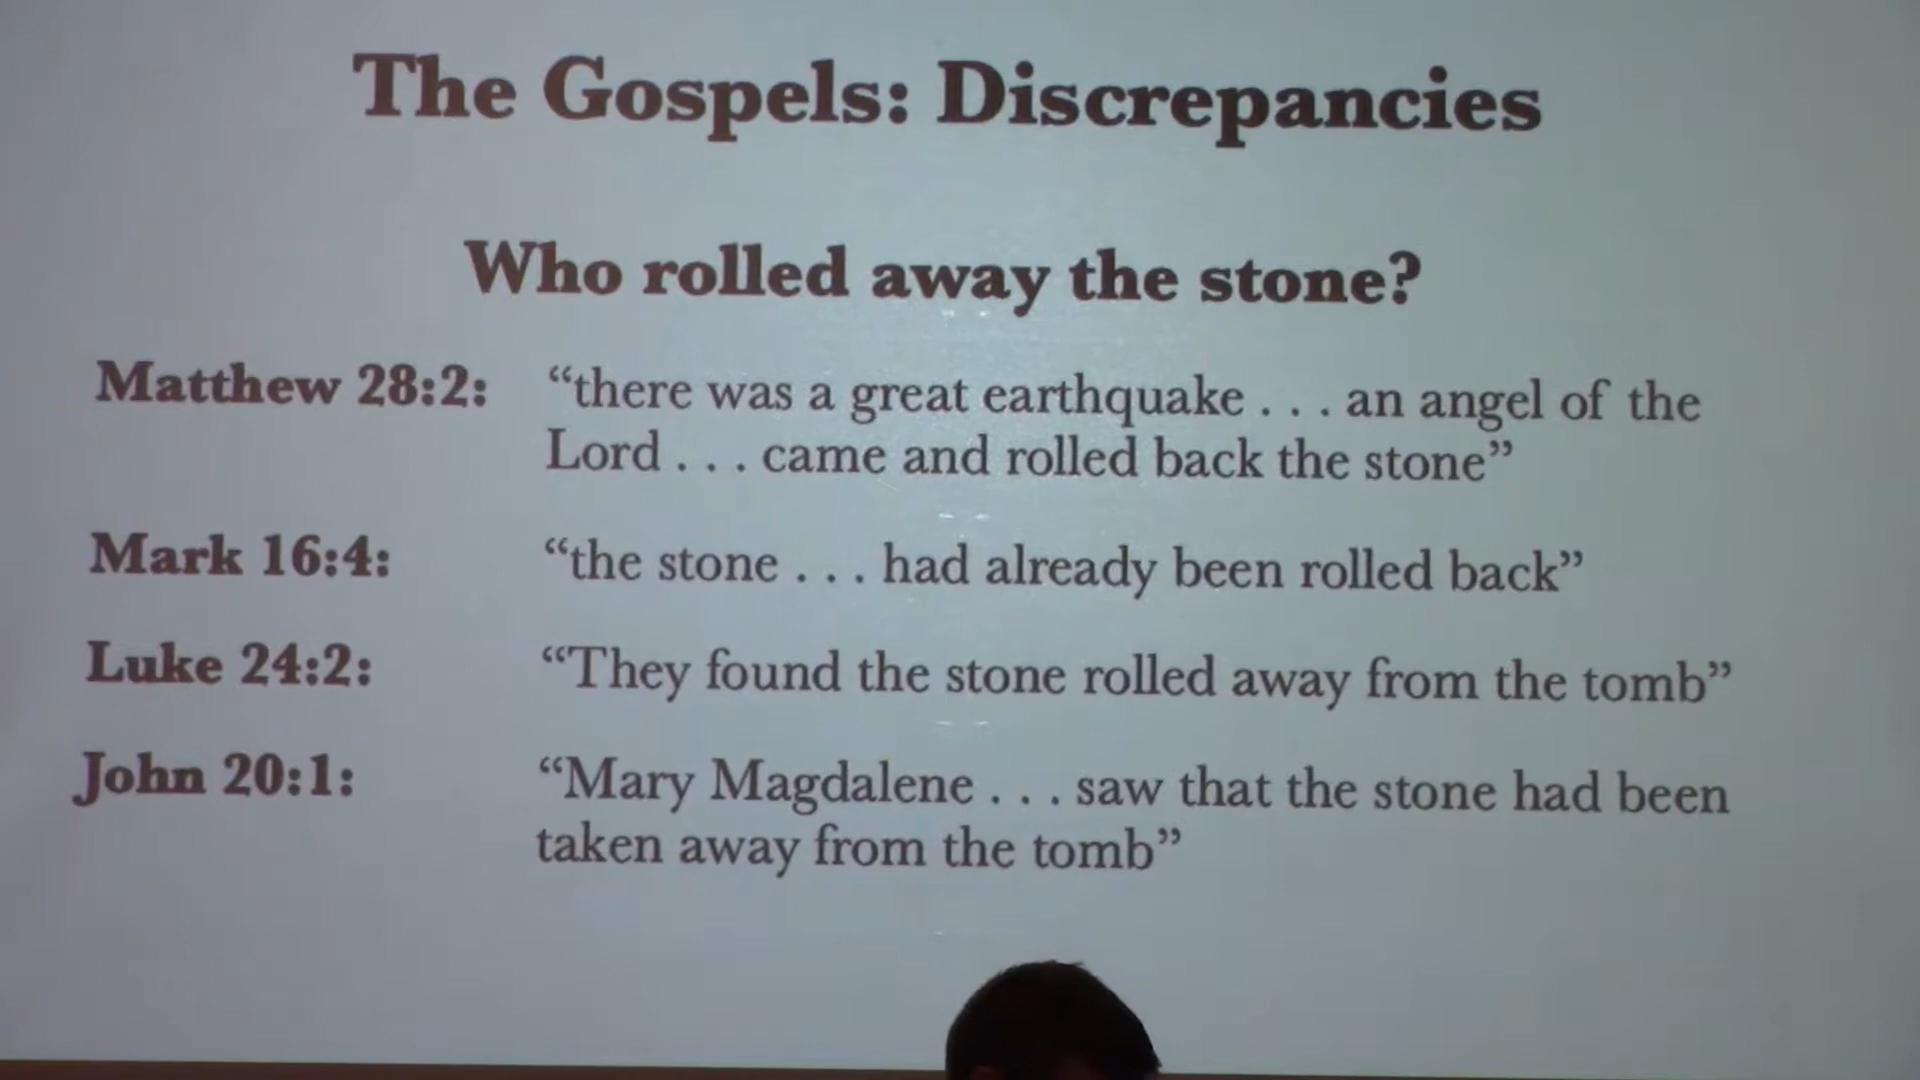 The Gospels: Discrepancies
Who rolled away the stone?
Matthew 28:2: “there was a great earthquake . . . an angel of the
Lord . . . came and rolled back the stone”
Mark 16:4: “the stone . . . had already been rolled back”
Luke 24:2: “They found the stone rolled away from the tomb”
John 20:1: “Mary Magdalene . . . saw that the stone had been
taken away from the tomb”